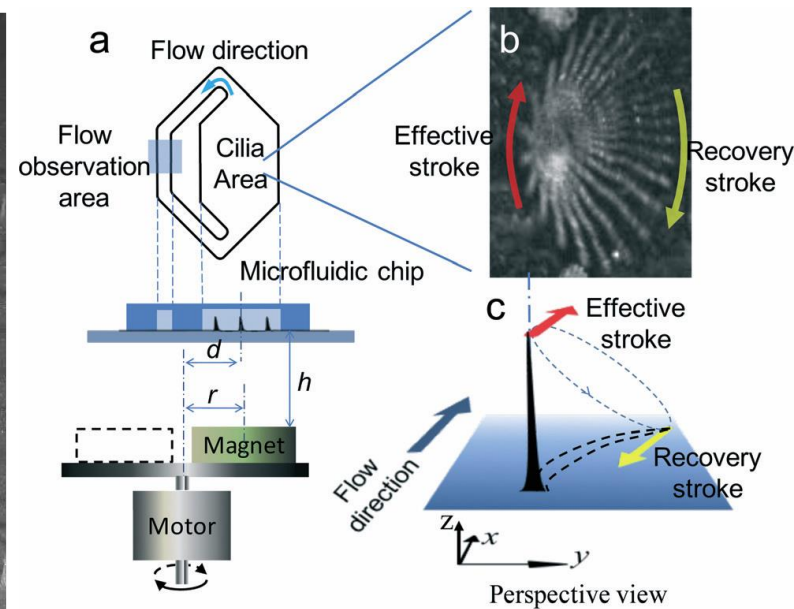 a
Flow direction
Flow
observation
area
Cilia
Area
Microfluidic chip
d
r
h
Magnet
Motor
b
Effective
stroke
Recovery
stroke
c
Effective
stroke
Flow
direction
Recovery
stroke
z
x
y
Perspective view